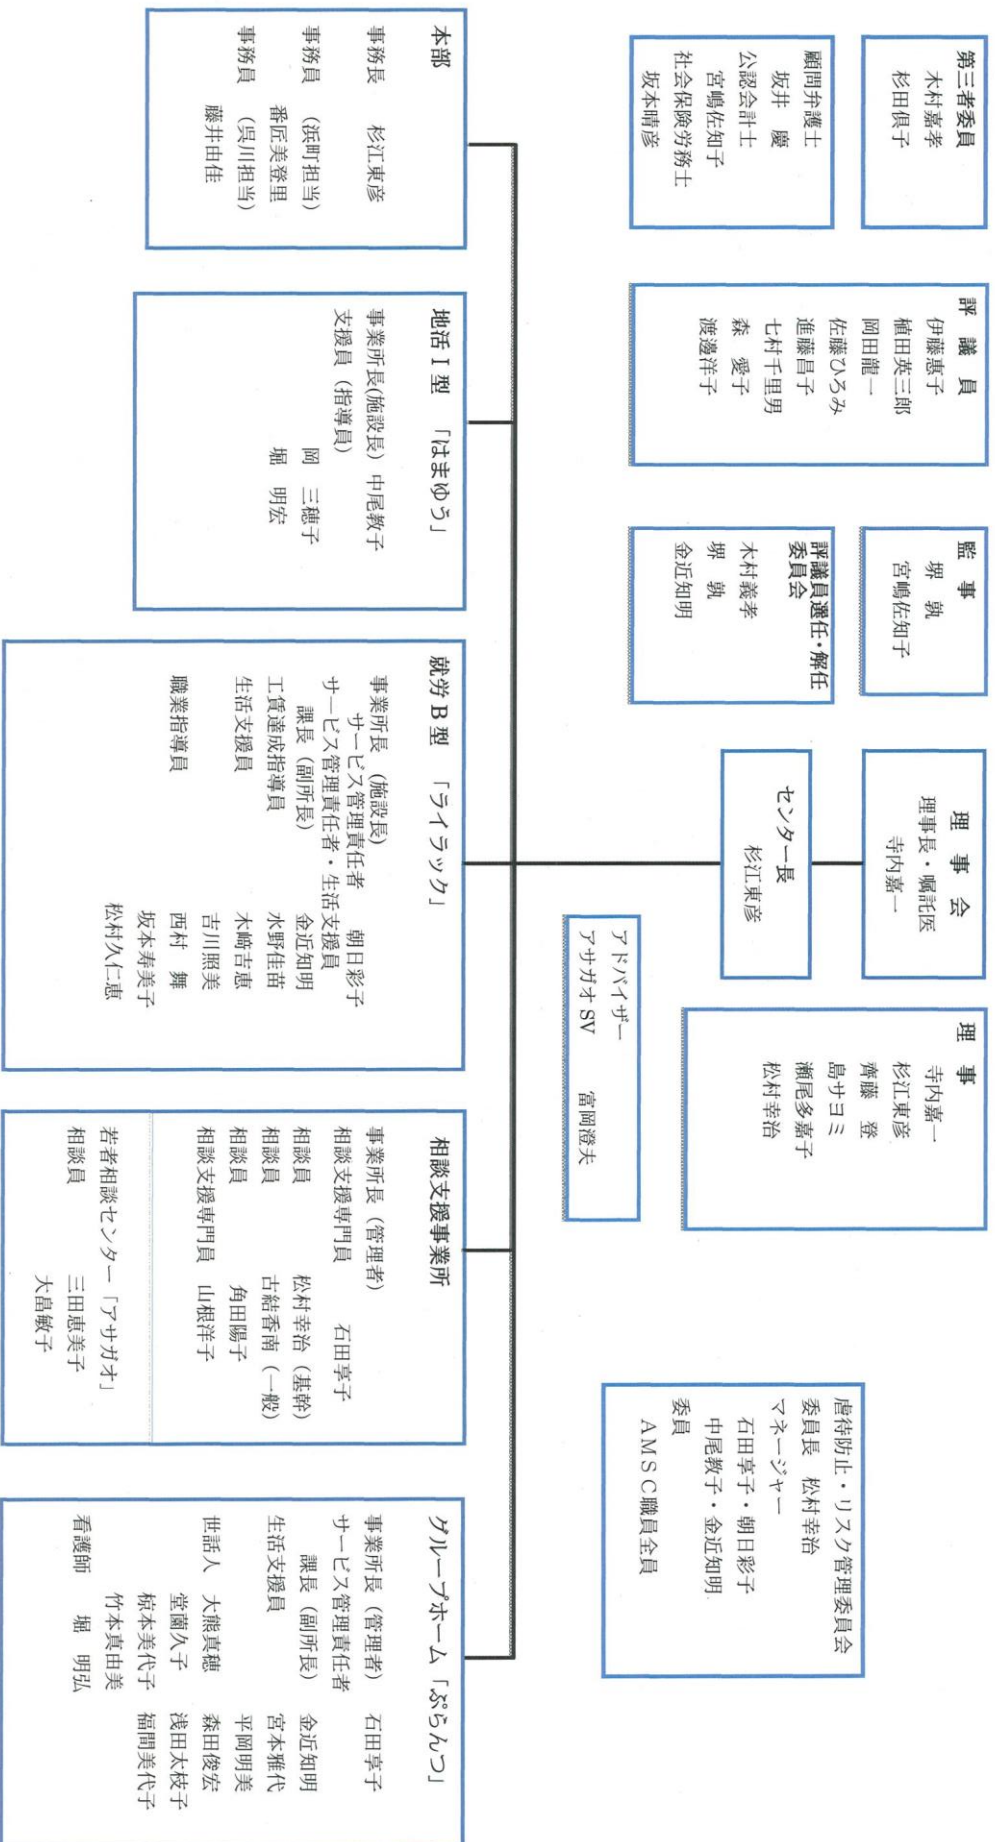 第三者委員
木村嘉孝
杉田倶子
顧問弁護士
坂井　慶
公認会計士
宮嶋佐知子
社会保険労務士
坂本晴彦
評　議　員
伊藤惠子
植田英三郎
岡田龍一
佐藤ひろみ
進藤昌子
七村千里男
森　愛子
渡邊洋子
監　事
堺　孰
宮嶋佐知子
評議員選任・解任
委員会
木村義孝
堺　孰
金近知明
理　事　会
理事長・嘱託医
寺内嘉一
センター長
杉江東彦
理　事
寺内嘉一
杉江東彦
齊藤　登
島サヨミ
瀬尾多嘉子
松村幸治
アドバイザー
アサガオSV　富岡澄夫
虐待防止・リスク管理委員会
委員長　松村幸治
マネージャー
石田享子・朝日彩子
中尾教子・金近知明
委員
AMSC職員全員
本部
事務長　杉江東彦
事務員　（浜町担当）
番匠美登里
事務員　（呉川担当）
藤井由佳
地活Ⅰ型　「はまゆう」
事業所長(施設長)　中尾教子
支援員（指導員）
岡　三穂子
堀　明宏
就労B型　「ライラック」
事業所長　(施設長)
サービス管理責任者　朝日彩子
サービス管理責任者・生活支援員
課長（副所長）　金近知明
工賃達成指導員　水野佳苗
生活支援員　木﨑吉恵
吉川照美
職業指導員　西村　舞
坂本寿美子
松村久仁恵
相談支援事業所
事業所長（管理者）
相談支援専門員　石田享子
相談員　松村幸治（基幹）
相談員　古結香南（一般）
相談員　角田陽子
相談支援専門員　山根洋子
若者相談センター「アサガオ」
相談員　三田恵美子
大畠敏子
グループホーム「ぷらんつ」
事業所長（管理者）　石田享子
サービス管理責任者
課長（副所長）　金近知明
生活支援員　宮本雅代
平岡明美
世話人　大熊真穂　森田俊宏
堂薗久子　浅田太枝子
椋本美代子　福間美代子
竹本真由美
看護師　堀　明弘